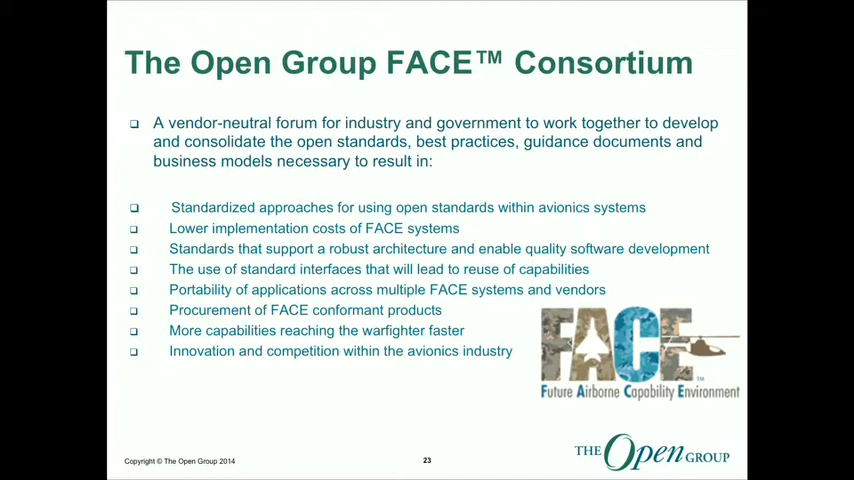 The Open Group FACE™ Consortium
A vendor-neutral forum for industry and government to work together to develop
and consolidate the open standards, best practices, guidance documents and
business models necessary to result in:
Standardized approaches for using open standards within avionics systems
Lower implementation costs of FACE systems
Standards that support a robust architecture and enable quality software development
The use of standard interfaces that will lead to reuse of capabilities
Portability of applications across multiple FACE systems and vendors
Procurement of FACE conformant products
More capabilities reaching the warfighter faster
Innovation and competition within the avionics industry
FACE™
Future Airborne Capability Environment
Copyright © The Open Group 2014
23
THE Open GROUP